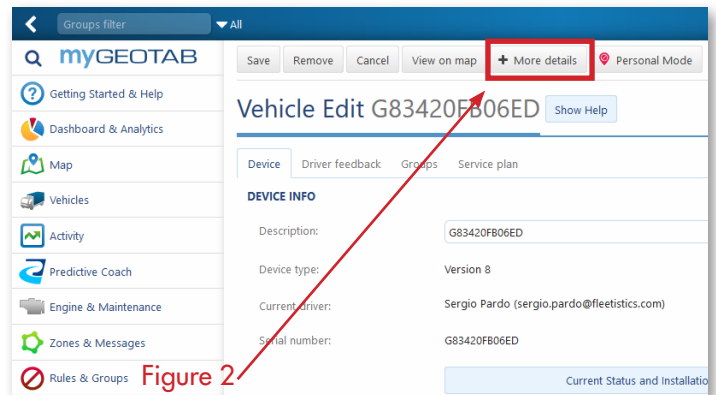 Groups filter All
myGEOTAB
Save Remove Cancel View on map + More details Personal Mode
Getting Started & Help
Dashboard & Analytics
Map
Vehicles
Activity
Predictive Coach
Engine & Maintenance
Zones & Messages
Rules & Groups
Vehicle Edit G83420FB06ED Show Help
Device Driver feedback Groups Service plan
DEVICE INFO
Description: G83420FB06ED
Device type: Version 8
Current driver: Sergio Pardo (sergio.pardo@fleetistics.com)
Serial number: G83420FB06ED
Current Status and Installatio
Figure 2